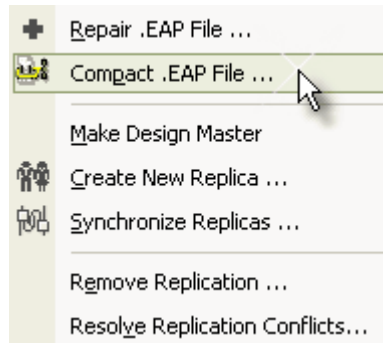 Repair .EAP File ...
Compact .EAP File ...
Make Design Master
Create New Replica ...
Synchronize Replicas ...
Remove Replication ...
Resolve Replication Conflicts...